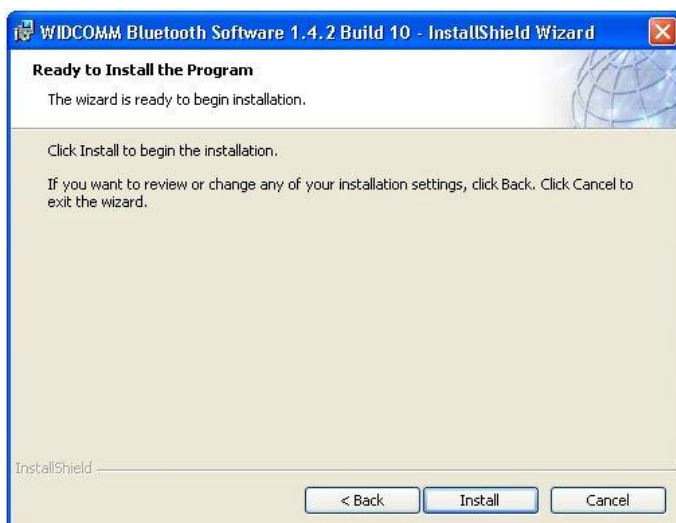 WIDCOMM Bluetooth Software 1.4.2 Build 10 - InstallShield Wizard
Ready to Install the Program
The wizard is ready to begin installation.
Click Install to begin the installation.
If you want to review or change any of your installation settings, click Back. Click Cancel to
exit the wizard.
InstallShield
< Back Install Cancel